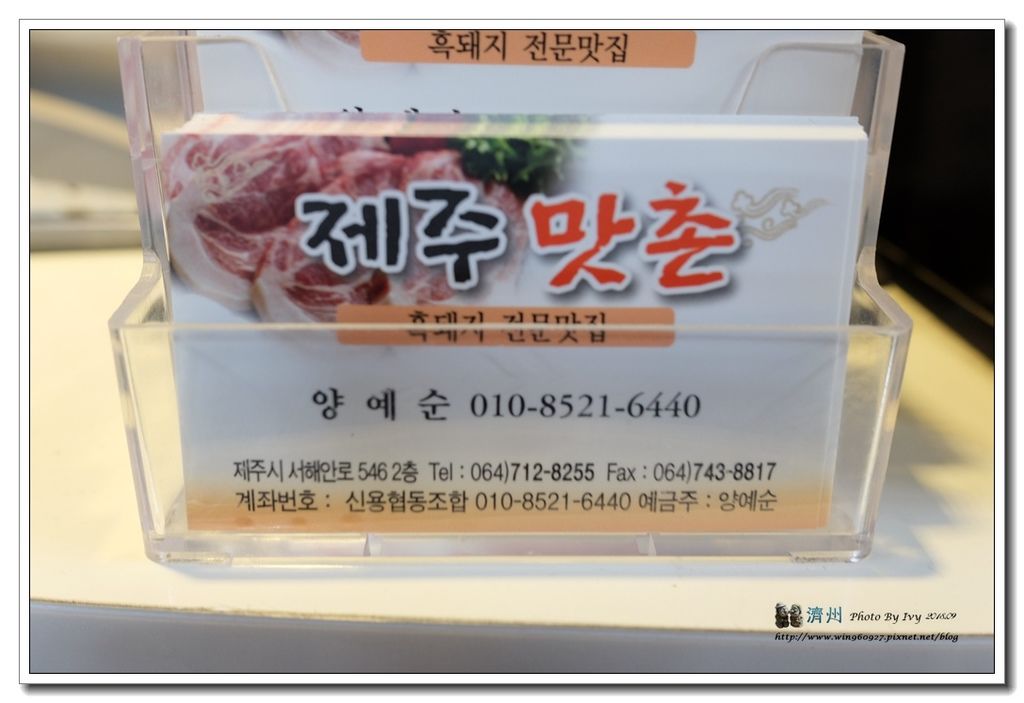 흑돼지 전문맛집
제주 맛촌
흑돼지 전문맛집
양 예 순 010-8521-6440
제주시 서해안로 546 2층 Tel : 064)712-8255 Fax : 064)743-8817
계좌번호 : 신용협동조합 010-8521-6440 예금주 : 양예순
濟州 Photo By Ivy 2018.09
http://www.win960927.pixnet.net/blog